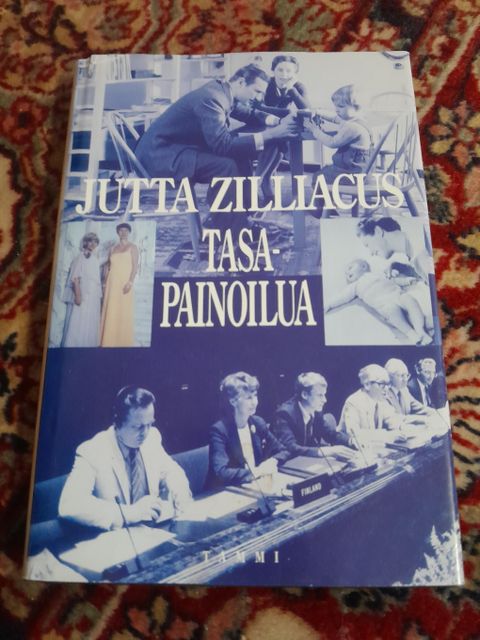 JUTTA ZILLIACUS
TASA-
PAINOILUA
FINLAND
TAMMI